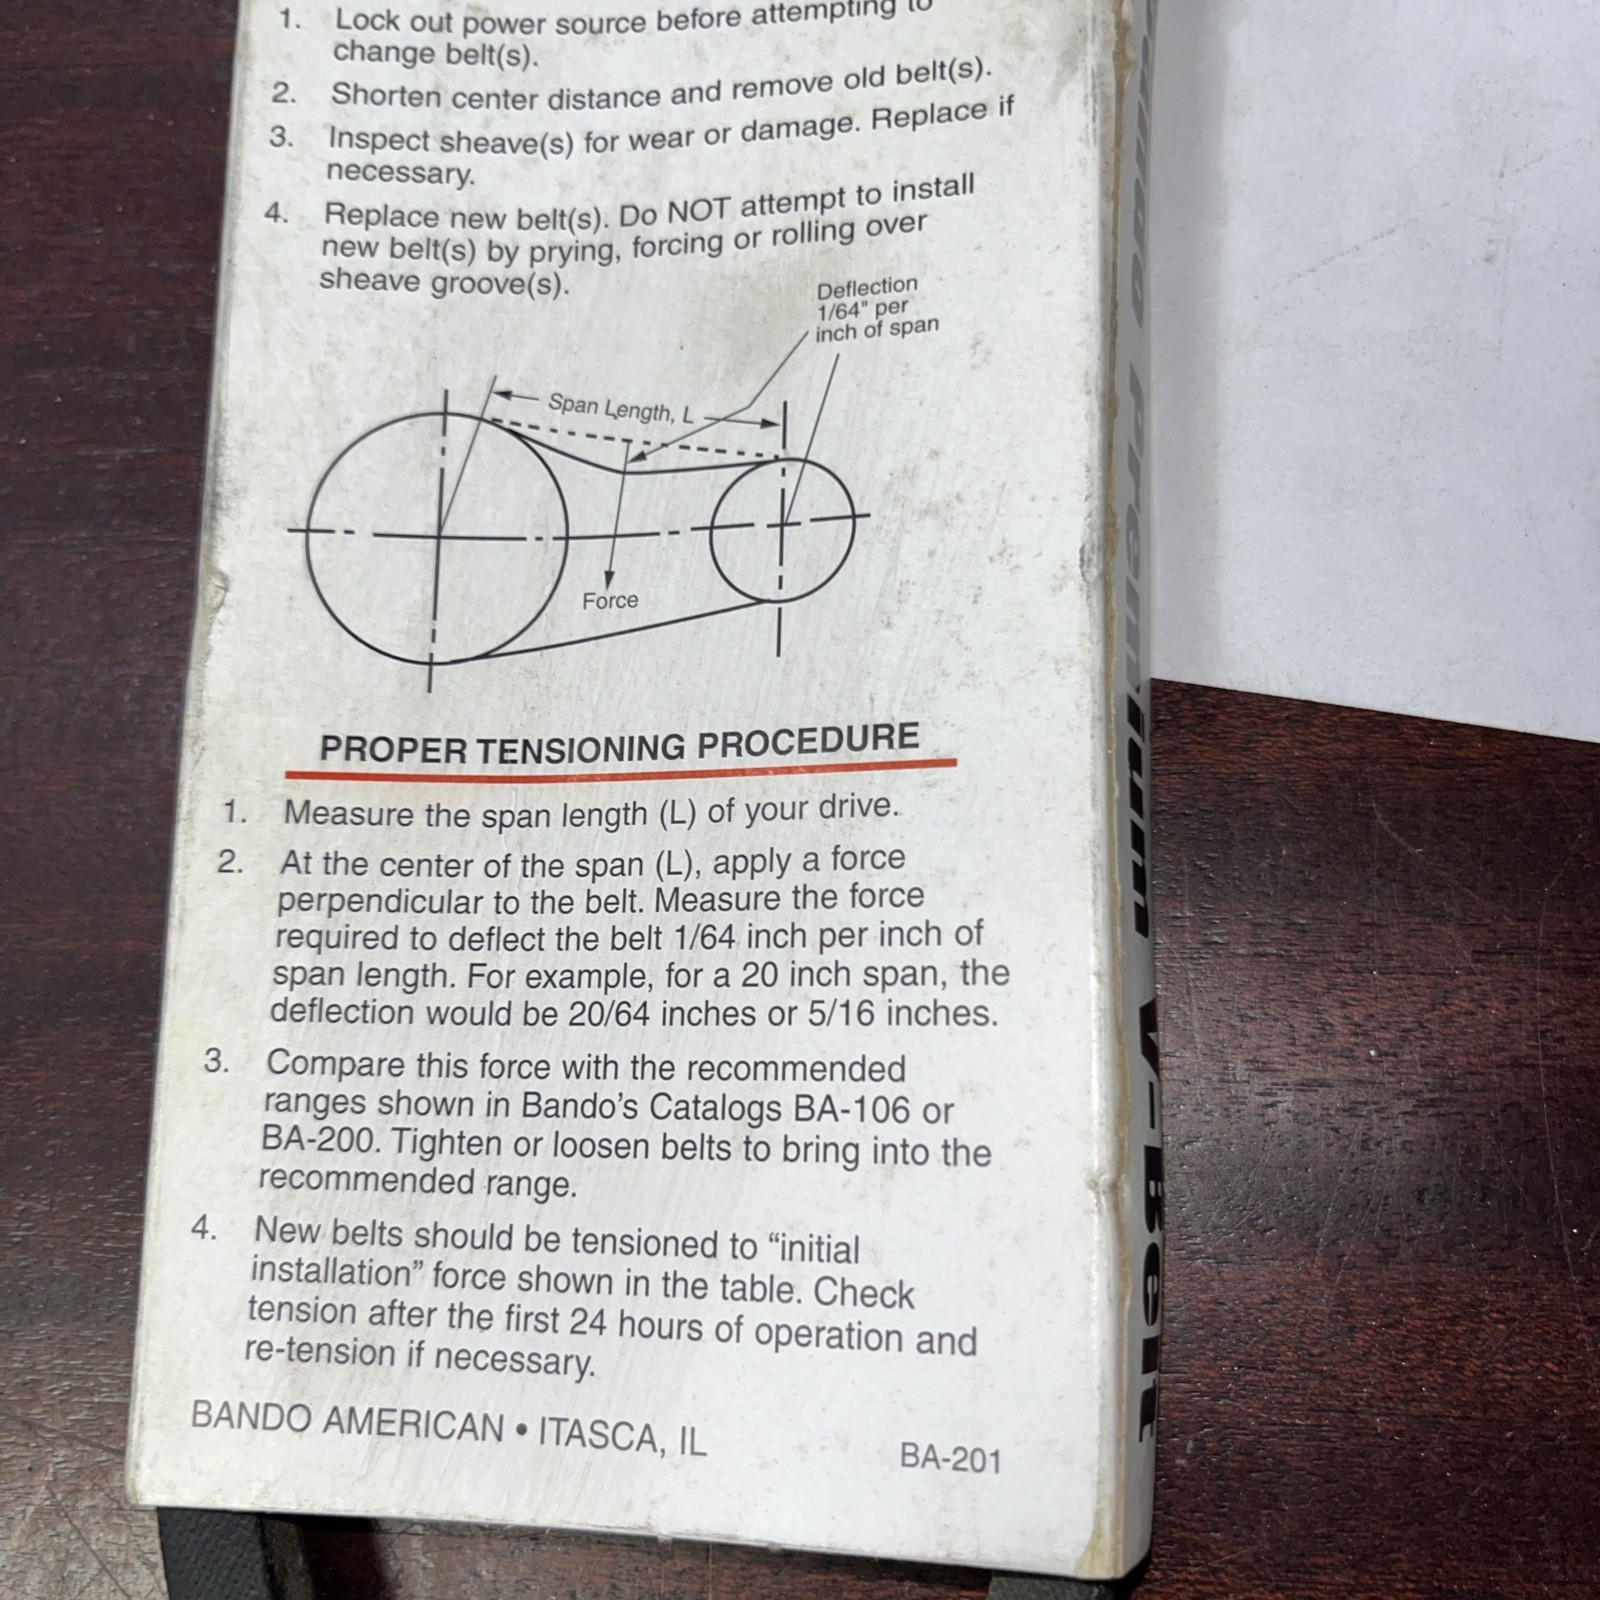 1. Lock out power source before attempting to
change belt(s).
2. Shorten center distance and remove old belt(s).
3. Inspect sheave(s) for wear or damage. Replace if
necessary.
4. Replace new belt(s). Do NOT attempt to install
new belt(s) by prying, forcing or rolling over
sheave groove(s).
Deflection
1/64" per
inch of span
Span Length, L
Force
PROPER TENSIONING PROCEDURE
1. Measure the span length (L) of your drive.
2. At the center of the span (L), apply a force
perpendicular to the belt. Measure the force
required to deflect the belt 1/64 inch per inch of
span length. For example, for a 20 inch span, the
deflection would be 20/64 inches or 5/16 inches.
3. Compare this force with the recommended
ranges shown in Bando's Catalogs BA-106 or
BA-200. Tighten or loosen belts to bring into the
recommended range.
4. New belts should be tensioned to “initial
installation” force shown in the table. Check
tension after the first 24 hours of operation and
re-tension if necessary.
BANDO AMERICAN • ITASCA, IL
BA-201
Premium V-Belt